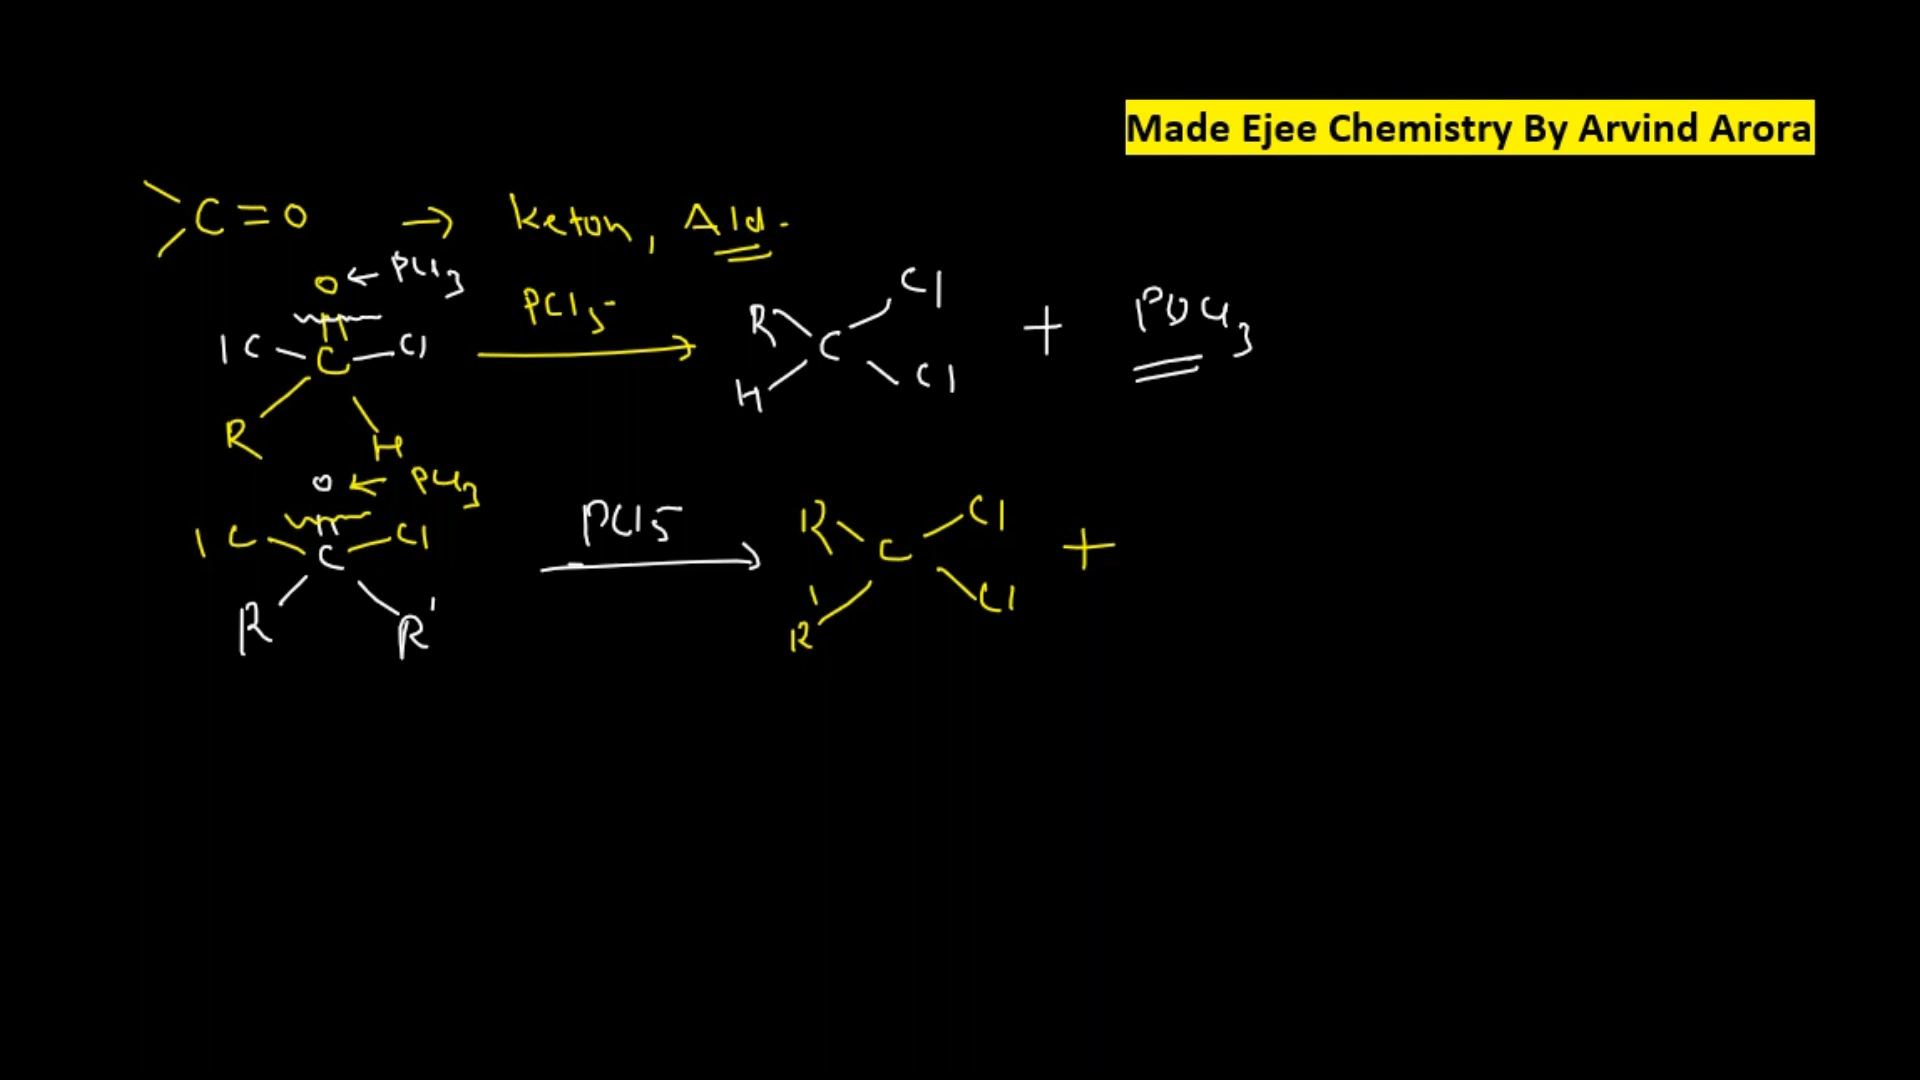 Made Ejee Chemistry By Arvind Arora
C=O → Keton, Ald.
O ← PCl3
Cl C Cl PCl5 R C Cl + POCl3
R H H Cl
O ← PCl3
Cl C Cl PCl5 R C Cl +
R R' R' Cl